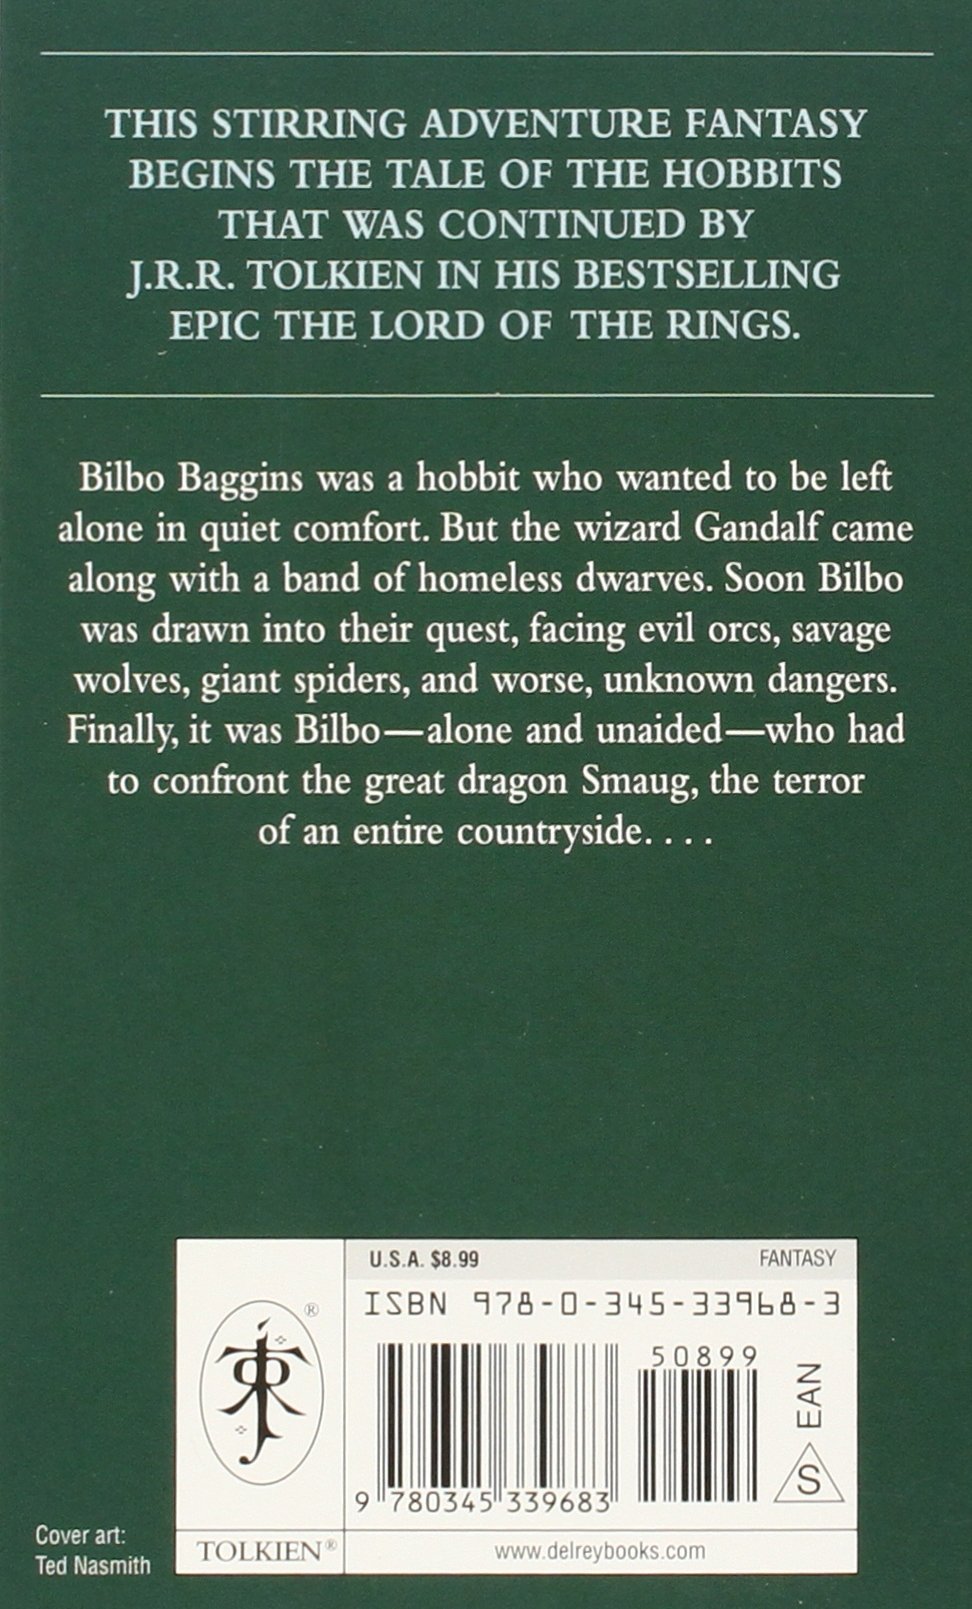 THIS STIRRING ADVENTURE FANTASY
BEGINS THE TALE OF THE HOBBITS
THAT WAS CONTINUED BY
J.R.R. TOLKIEN IN HIS BESTSELLING
EPIC THE LORD OF THE RINGS.
Bilbo Baggins was a hobbit who wanted to be left
alone in quiet comfort. But the wizard Gandalf came
along with a band of homeless dwarves. Soon Bilbo
was drawn into their quest, facing evil orcs, savage
wolves, giant spiders, and worse, unknown dangers.
Finally, it was Bilbo—alone and unaided—who had
to confront the great dragon Smaug, the terror
of an entire countryside. . . .
U.S.A. $8.99 FANTASY
ISBN 978-0-345-33968-3
®
50899
EAN
S
9 780345 339683
Cover art:
Ted Nasmith
TOLKIEN®
www.delreybooks.com